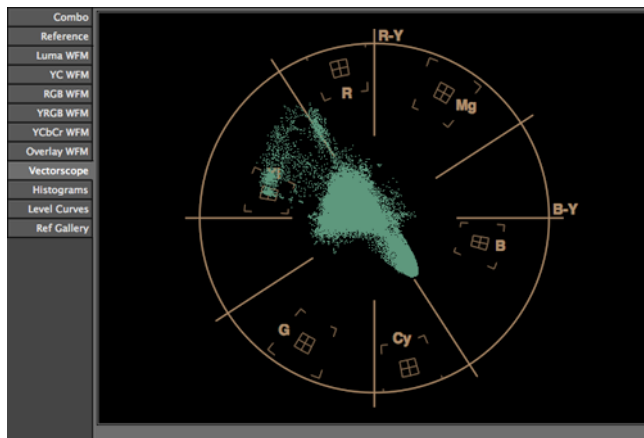 Combo
Reference
Luma WFM
YC WFM
RGB WFM
YRGB WFM
YCbCr WFM
Overlay WFM
Vectorscope
Histograms
Level Curves
Ref Gallery
R-Y
R
Mg
B-Y
B
G
Cy